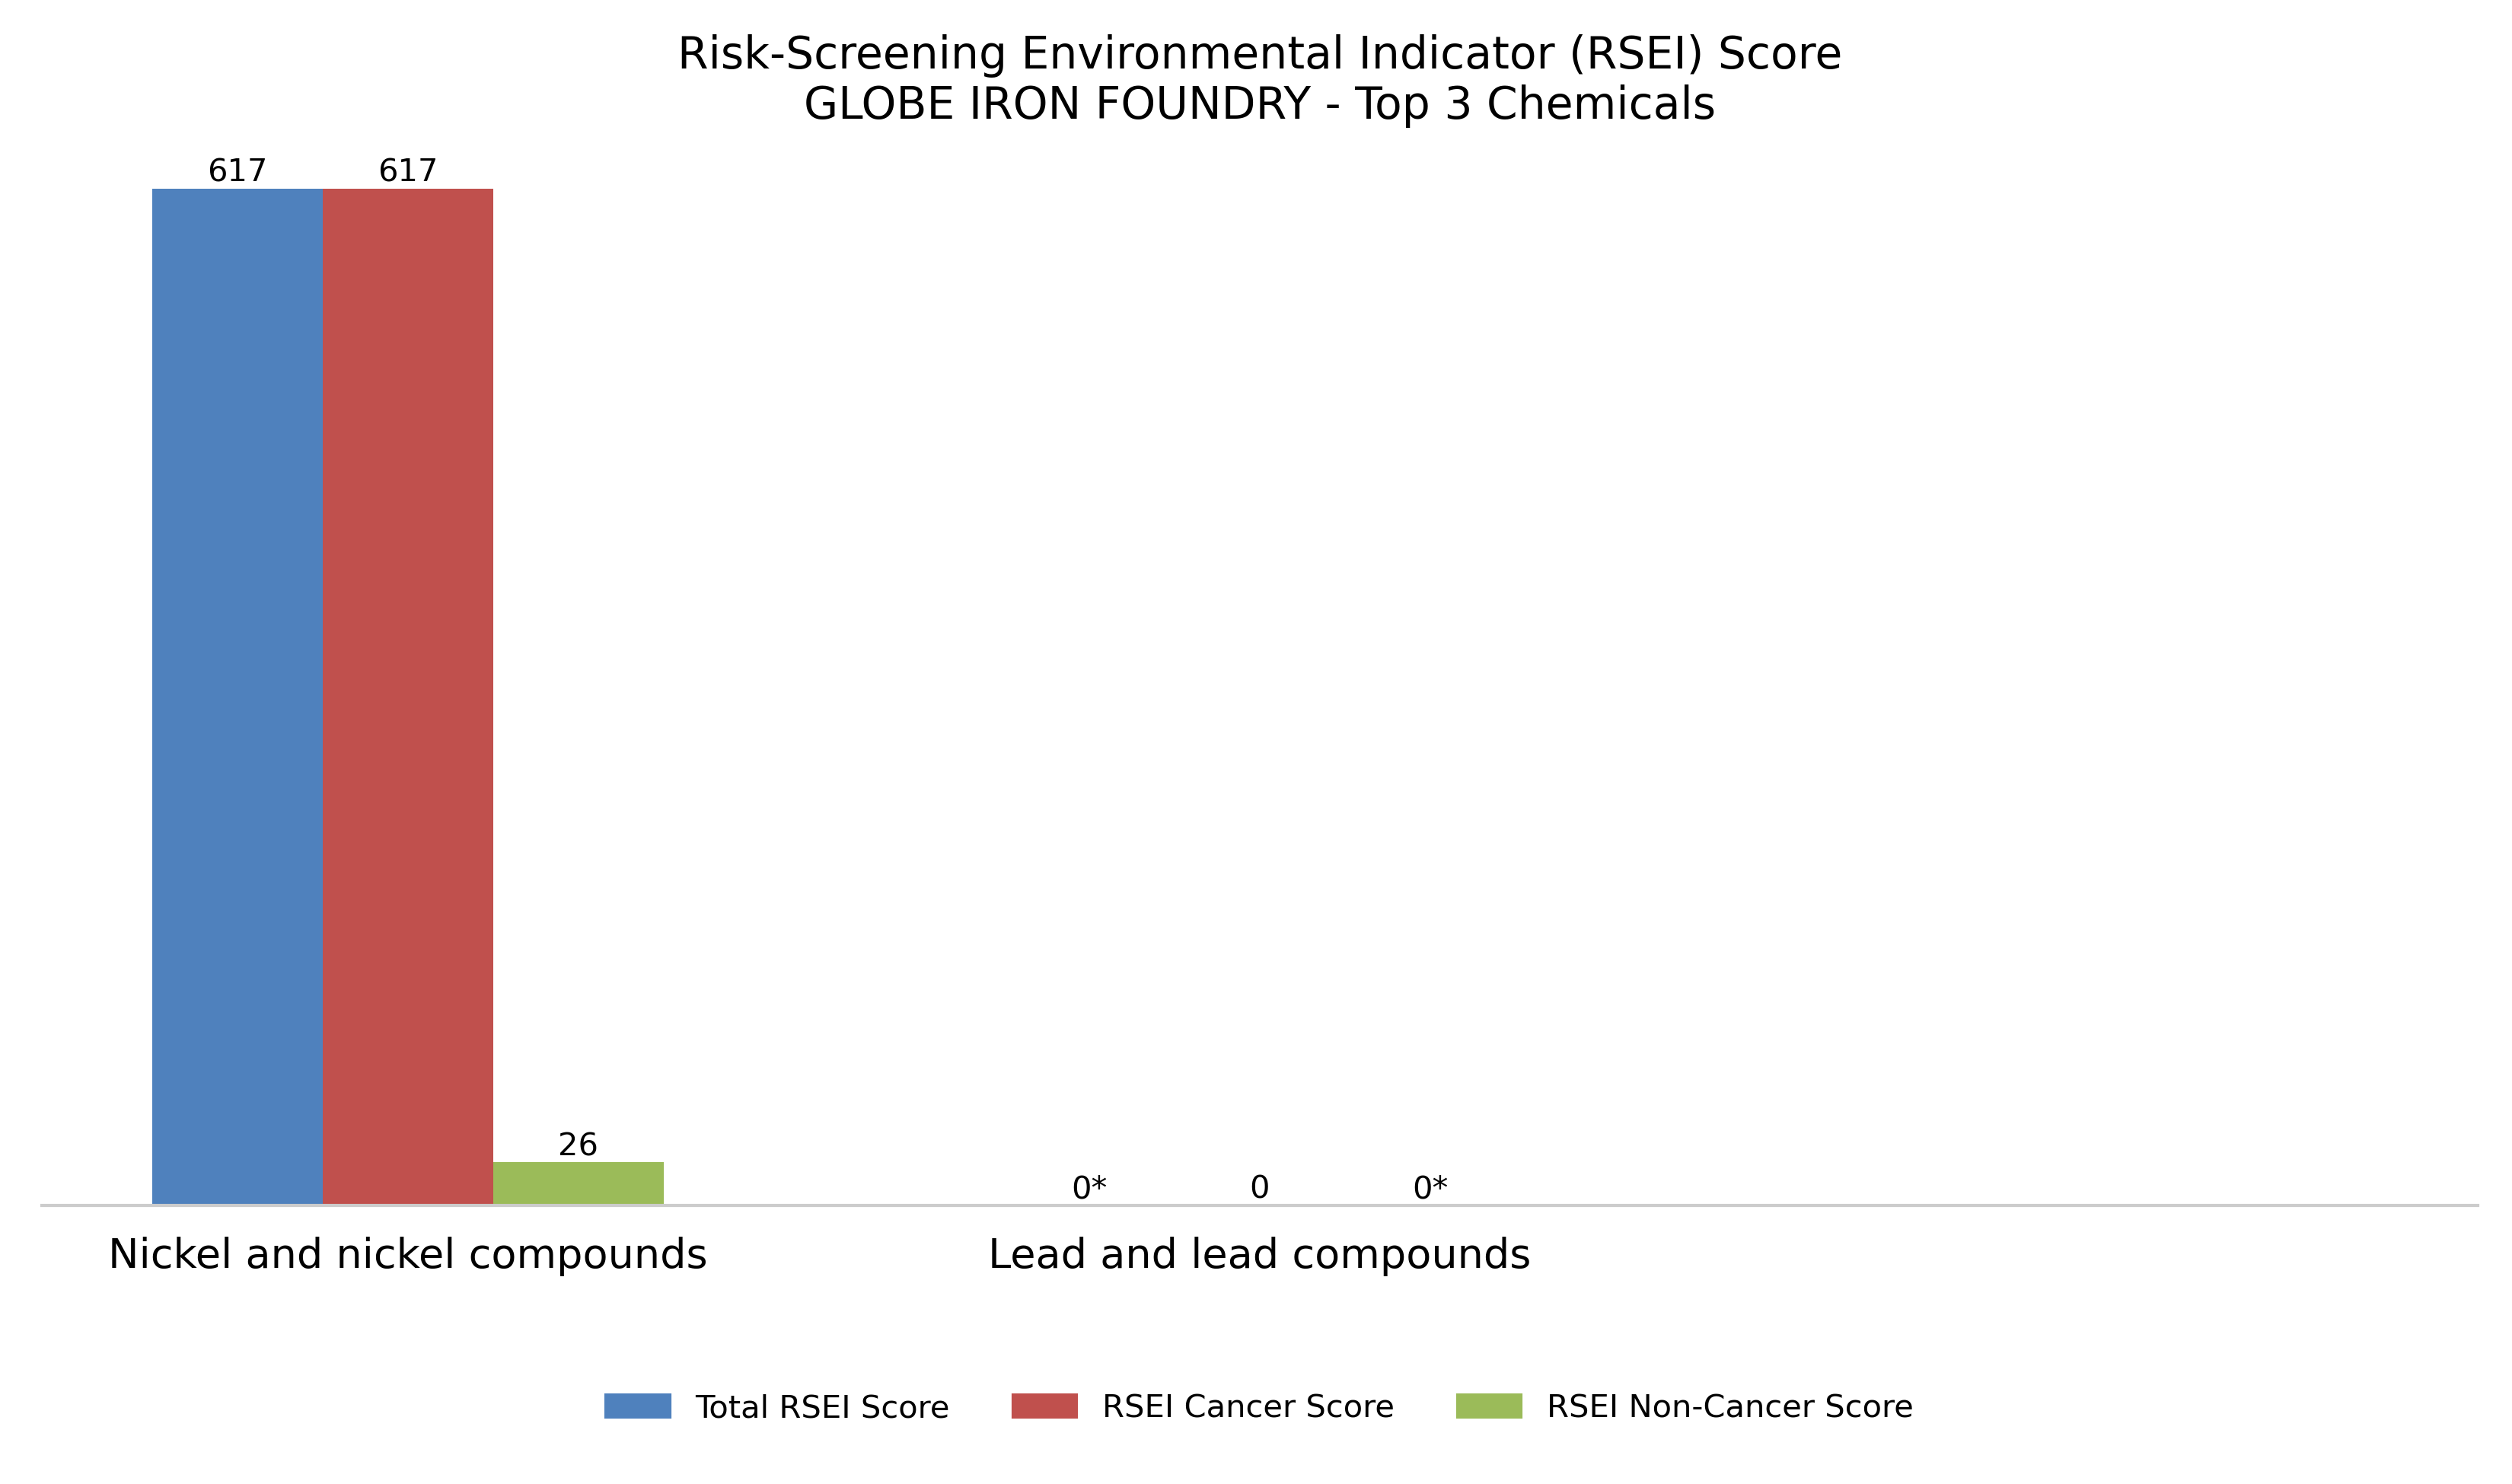 Risk-Screening Environmental Indicator (RSEI) Score
GLOBE IRON FOUNDRY - Top 3 Chemicals
617 617
26
0* 0 0*
Nickel and nickel compounds Lead and lead compounds
Total RSEI Score RSEI Cancer Score RSEI Non-Cancer Score